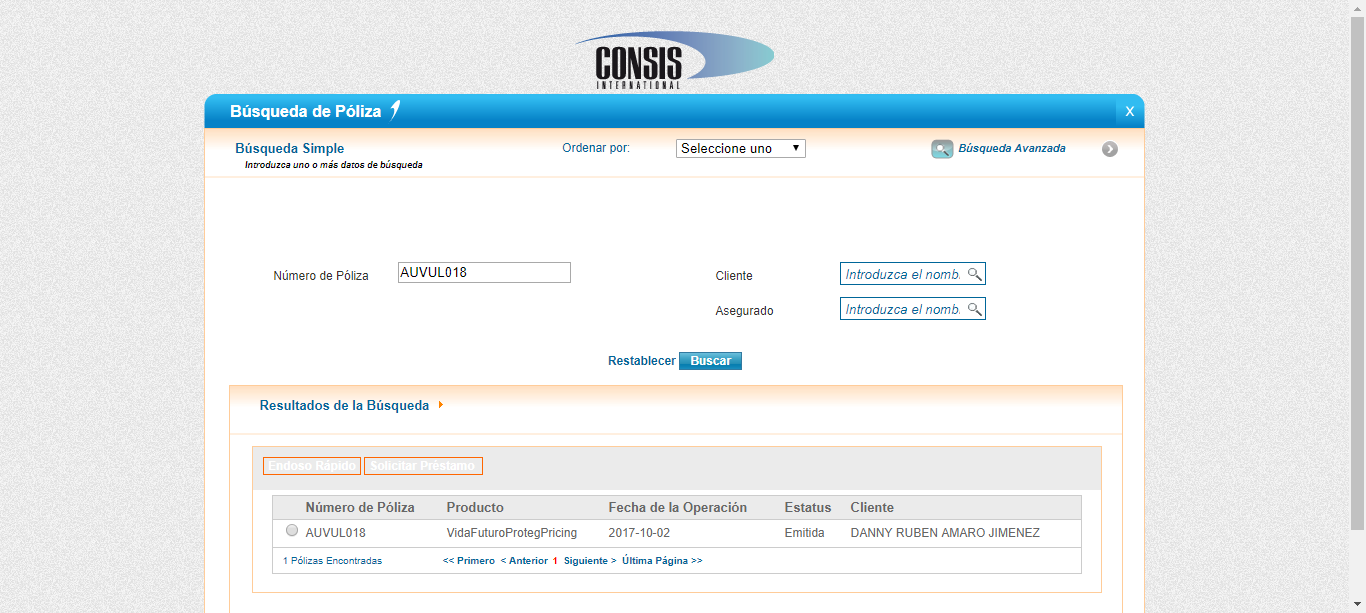 CONSIS
INTERNATIONAL
Búsqueda de Póliza
X
Búsqueda Simple
Introduzca uno o más datos de búsqueda
Ordenar por:
Seleccione uno
Búsqueda Avanzada
Número de Póliza
AUVUL018
Cliente
Introduzca el nomb.
Asegurado
Introduzca el nomb.
Restablecer
Buscar
Resultados de la Búsqueda
Endoso Rápido
Solicitar Préstamo
Número de Póliza Producto Fecha de la Operación Estatus Cliente
AUVUL018 VidaFuturoProtegPricing 2017-10-02 Emitida DANNY RUBEN AMARO JIMENEZ
1 Pólizas Encontradas << Primero < Anterior 1 Siguiente > Última Página >>